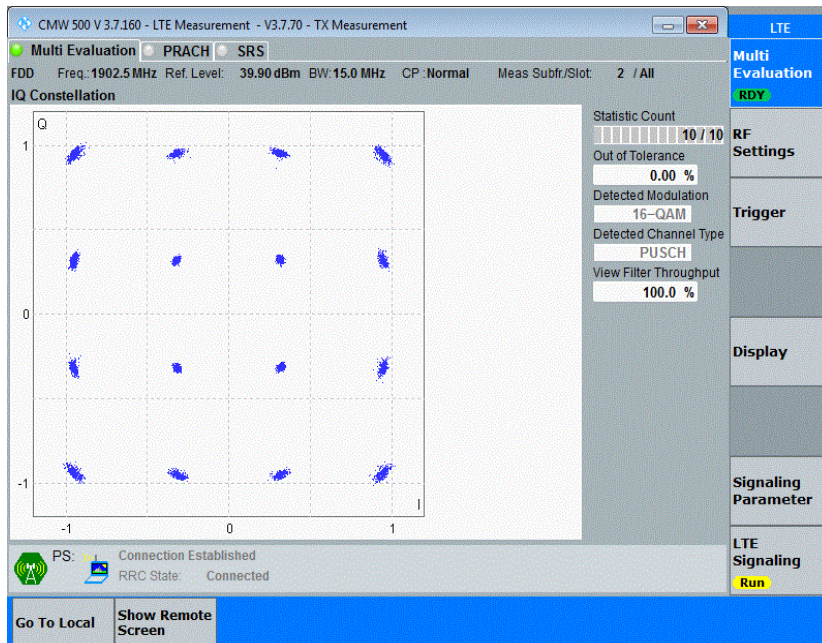 CMW 500 V 3.7.160 - LTE Measurement - V3.7.70 - TX Measurement
LTE
Multi Evaluation PRACH SRS
FDD Freq.: 1902.5 MHz Ref. Level: 39.90 dBm BW: 15.0 MHz CP : Normal Meas Subfr./Slot: 2 / All
IQ Constellation
Q
1
0
-1
I
-1 0 1
Statistic Count
10 / 10
Out of Tolerance
0.00 %
Detected Modulation
16-QAM
Detected Channel Type
PUSCH
View Filter Throughput
100.0 %
Multi
Evaluation
RDY
RF
Settings
Trigger
Display
Signaling
Parameter
LTE
Signaling
Run
PS: Connection Established
RRC State: Connected
Go To Local
Show Remote
Screen